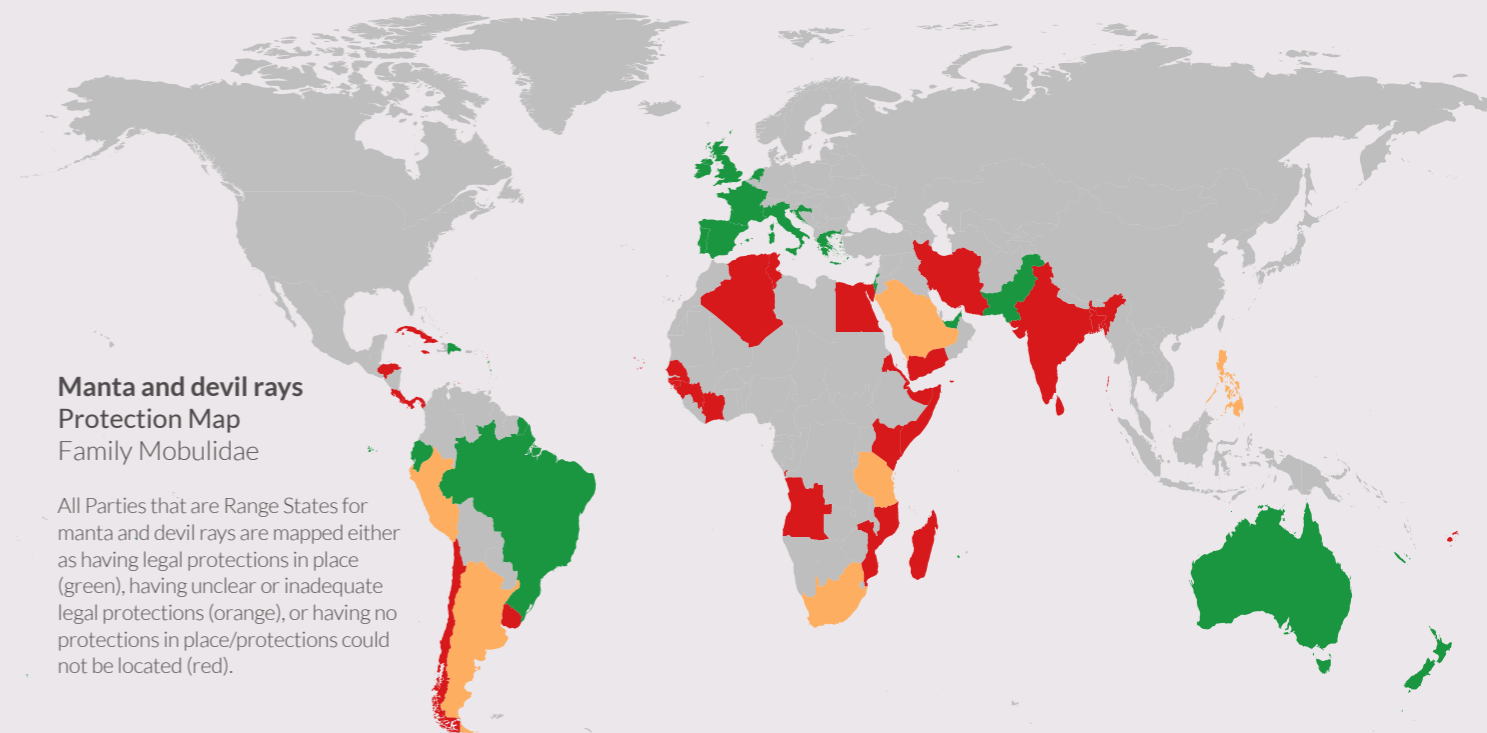 Manta and devil rays
Protection Map
Family Mobulidae
All Parties that are Range States for
manta and devil rays are mapped either
as having legal protections in place
(green), having unclear or inadequate
legal protections (orange), or having no
protections in place/protections could
not be located (red).